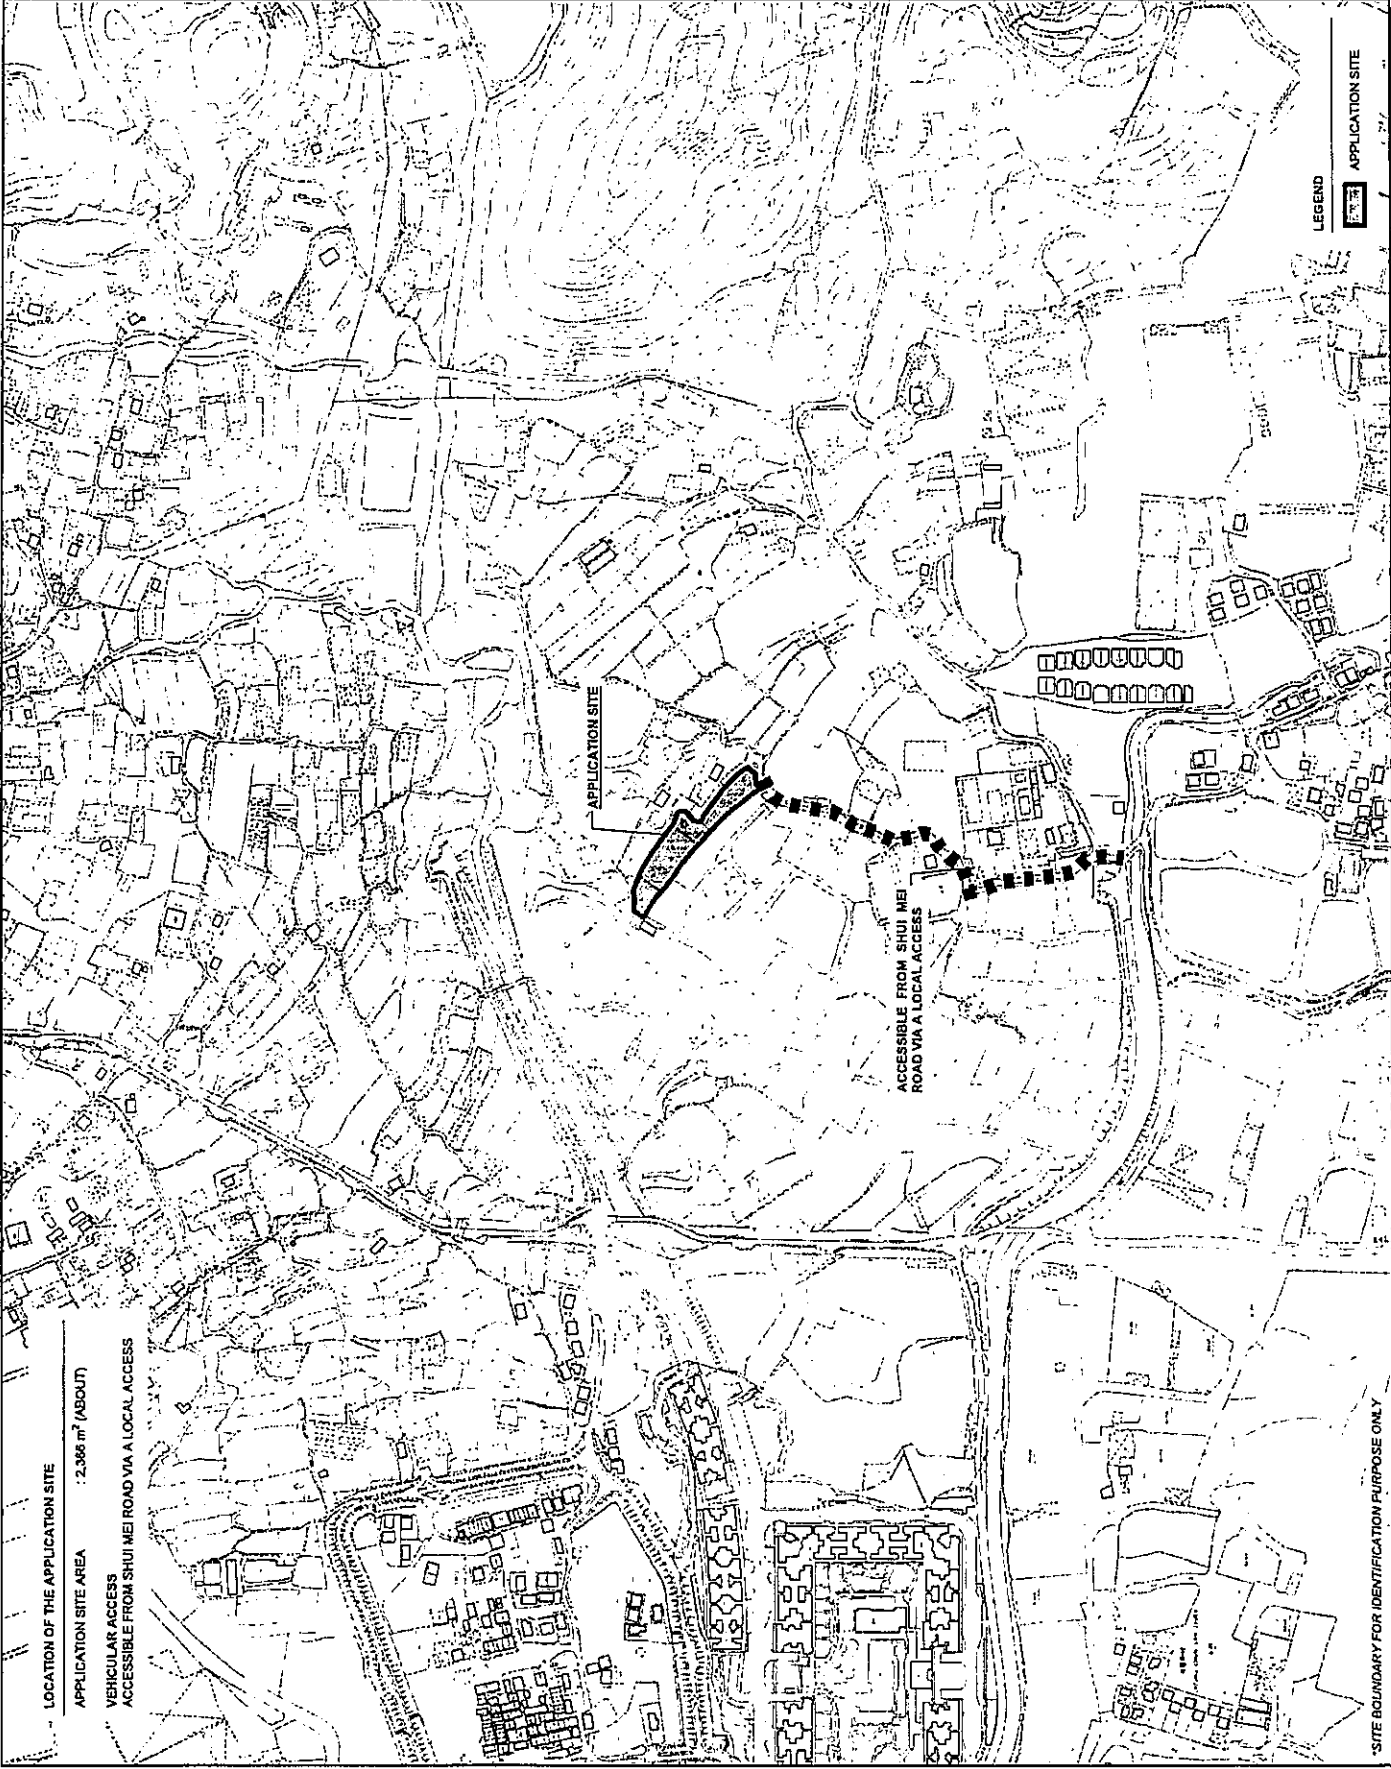 LOCATION OF THE APPLICATION SITE
APPLICATION SITE AREA : 2,366 m² (ABOUT)
VEHICULAR ACCESS
ACCESSIBLE FROM SHUI MEI ROAD VIA A LOCAL ACCESS
APPLICATION SITE
ACCESSIBLE FROM SHUI MEI
ROAD VIA A LOCAL ACCESS
LEGEND
APPLICATION SITE
*SITE BOUNDARY FOR IDENTIFICATION PURPOSE ONLY